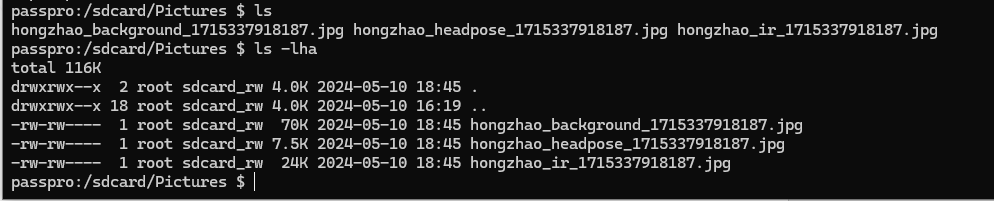 passpro:/sdcard/Pictures $ ls
hongzhao_background_1715337918187.jpg hongzhao_headpose_1715337918187.jpg hongzhao_ir_1715337918187.jpg
passpro:/sdcard/Pictures $ ls -lha
total 116K
drwxrwx--x  2 root sdcard_rw 4.0K 2024-05-10 18:45 .
drwxrwx--x 18 root sdcard_rw 4.0K 2024-05-10 16:19 ..
-rw-rw----  1 root sdcard_rw  70K 2024-05-10 18:45 hongzhao_background_1715337918187.jpg
-rw-rw----  1 root sdcard_rw 7.5K 2024-05-10 18:45 hongzhao_headpose_1715337918187.jpg
-rw-rw----  1 root sdcard_rw  24K 2024-05-10 18:45 hongzhao_ir_1715337918187.jpg
passpro:/sdcard/Pictures $